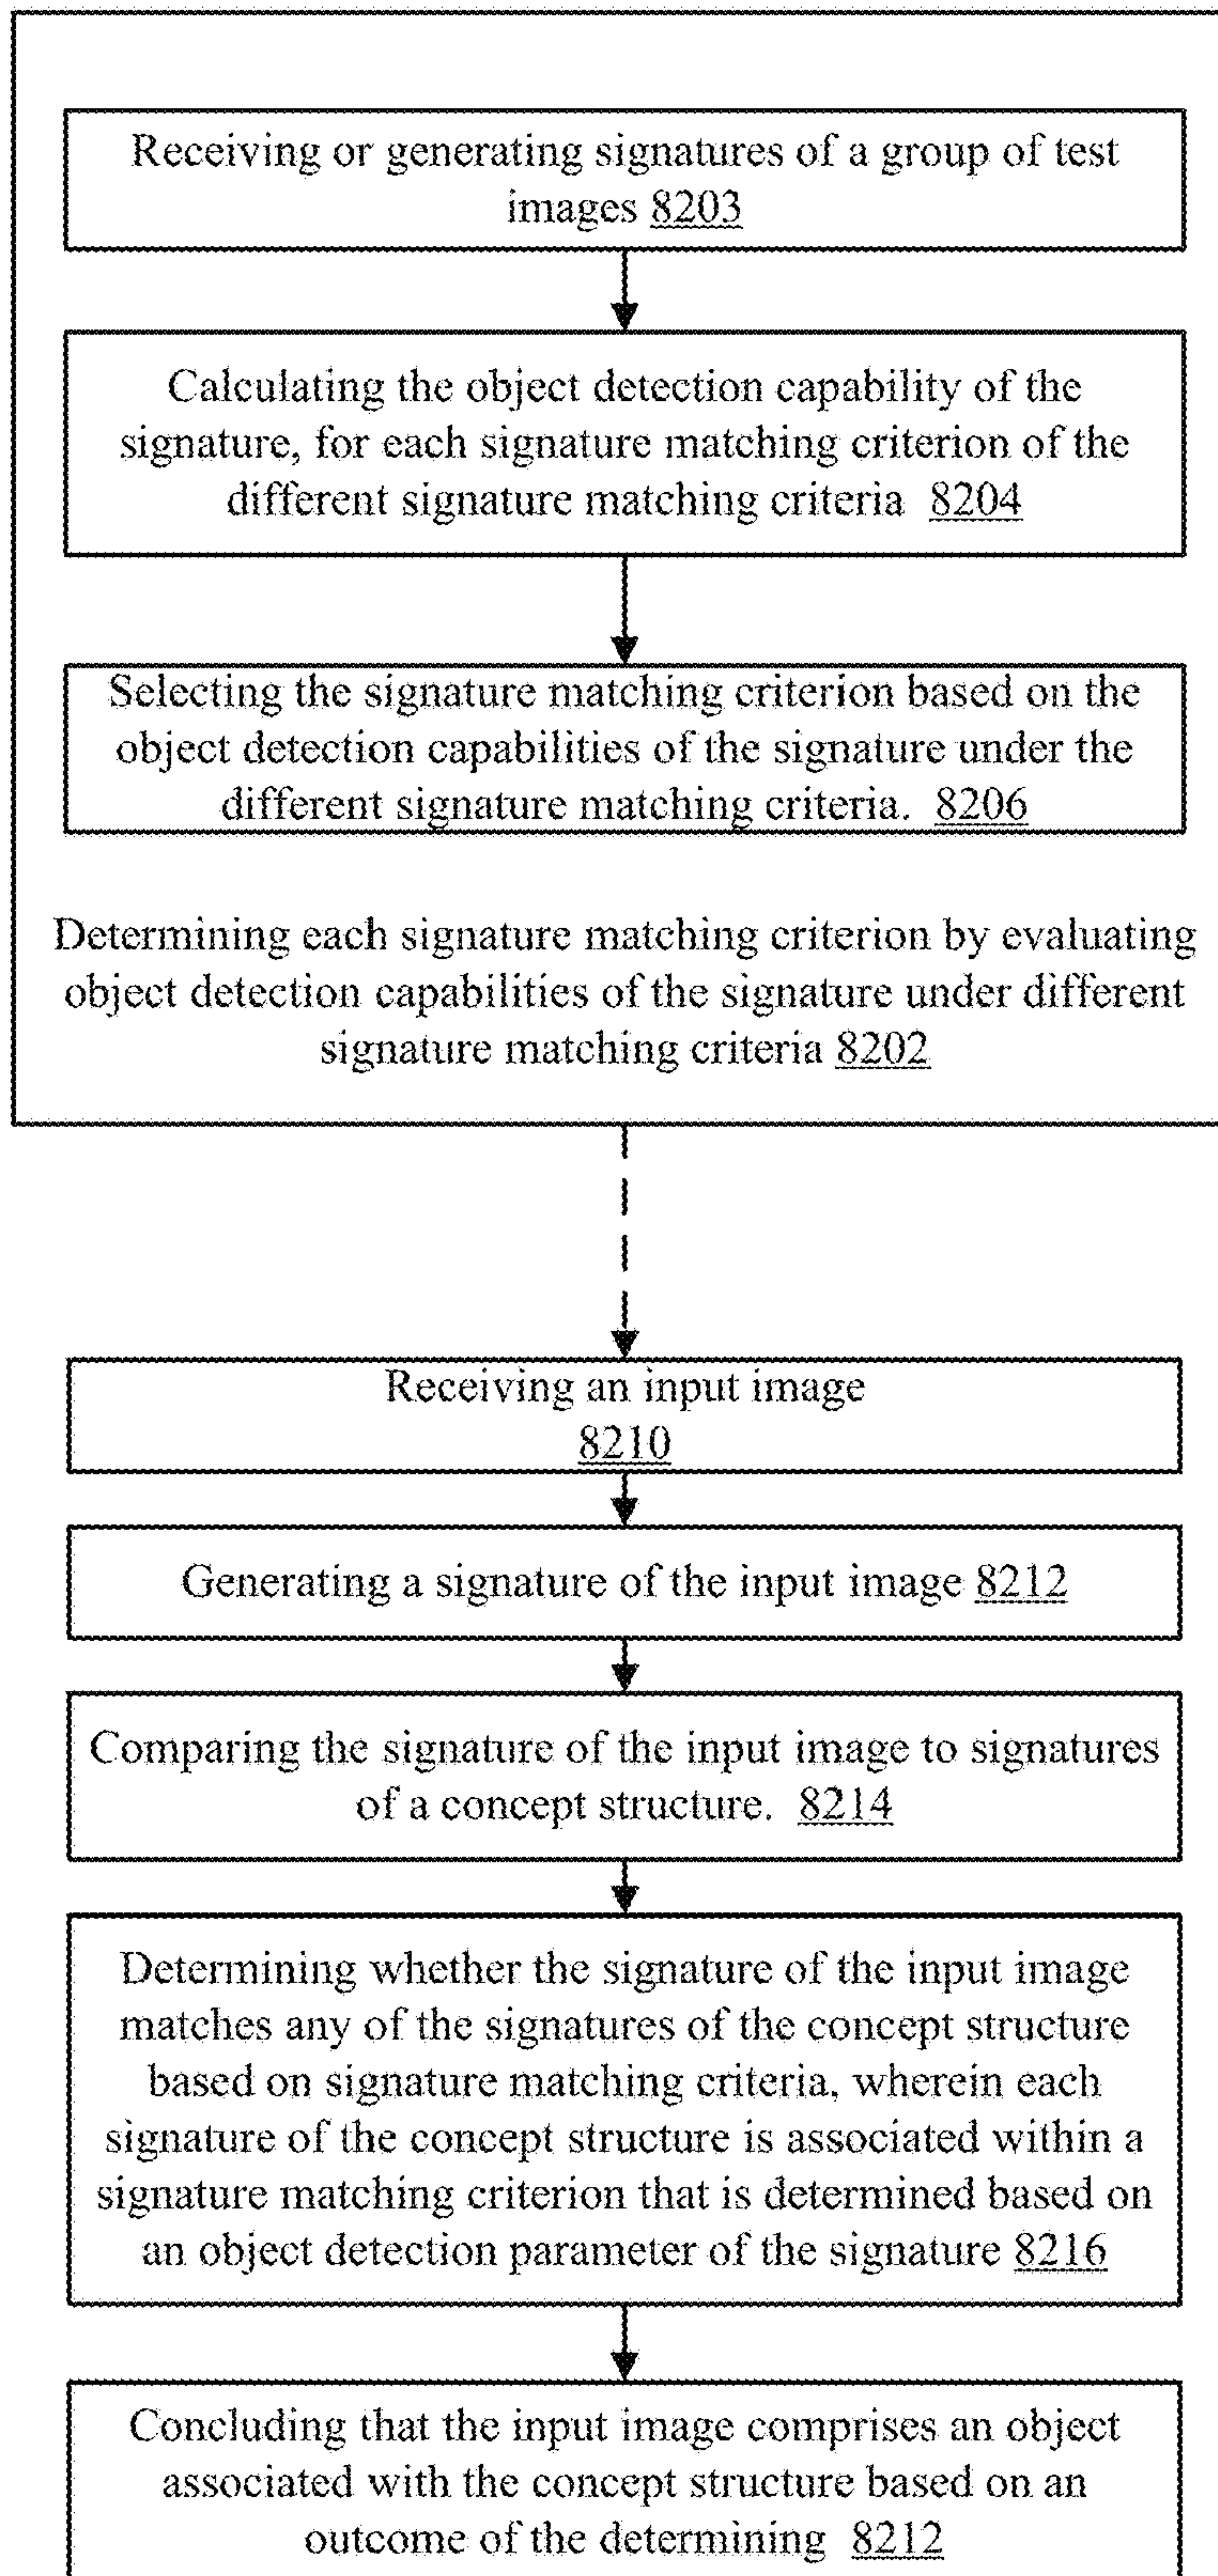 Receiving or generating signatures of a group of test
images 8203
Calculating the object detection capability of the
signature, for each signature matching criterion of the
different signature matching criteria 8204
Selecting the signature matching criterion based on the
object detection capabilities of the signature under the
different signature matching criteria. 8206
Determining each signature matching criterion by evaluating
object detection capabilities of the signature under different
signature matching criteria 8202
Receiving an input image
8210
Generating a signature of the input image 8212
Comparing the signature of the input image to signatures
of a concept structure. 8214
Determining whether the signature of the input image
matches any of the signatures of the concept structure
based on signature matching criteria, wherein each
signature of the concept structure is associated within a
signature matching criterion that is determined based on
an object detection parameter of the signature 8216
Concluding that the input image comprises an object
associated with the concept structure based on an
outcome of the determining 8212